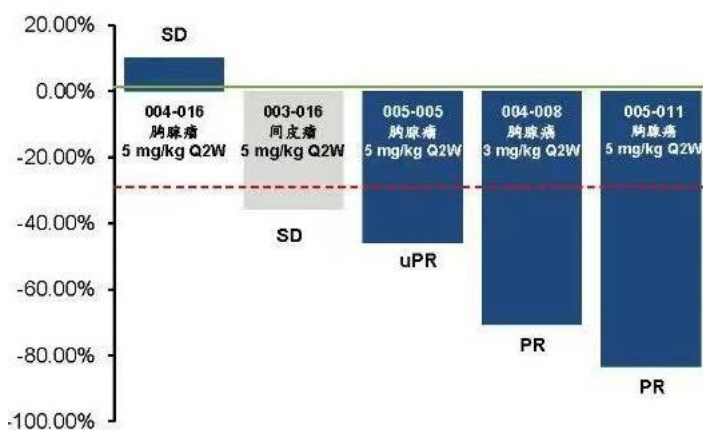 20.00%
0.00%
-20.00%
-40.00%
-60.00%
-80.00%
-100.00%
SD
004-016
胸腺瘤
5 mg/kg Q2W
003-016
间皮瘤
5 mg/kg Q2W
SD
005-005
胸腺癌
5 mg/kg Q2W
uPR
004-008
胸腺癌
3 mg/kg Q2W
PR
005-011
胸腺癌
5 mg/kg Q2W
PR